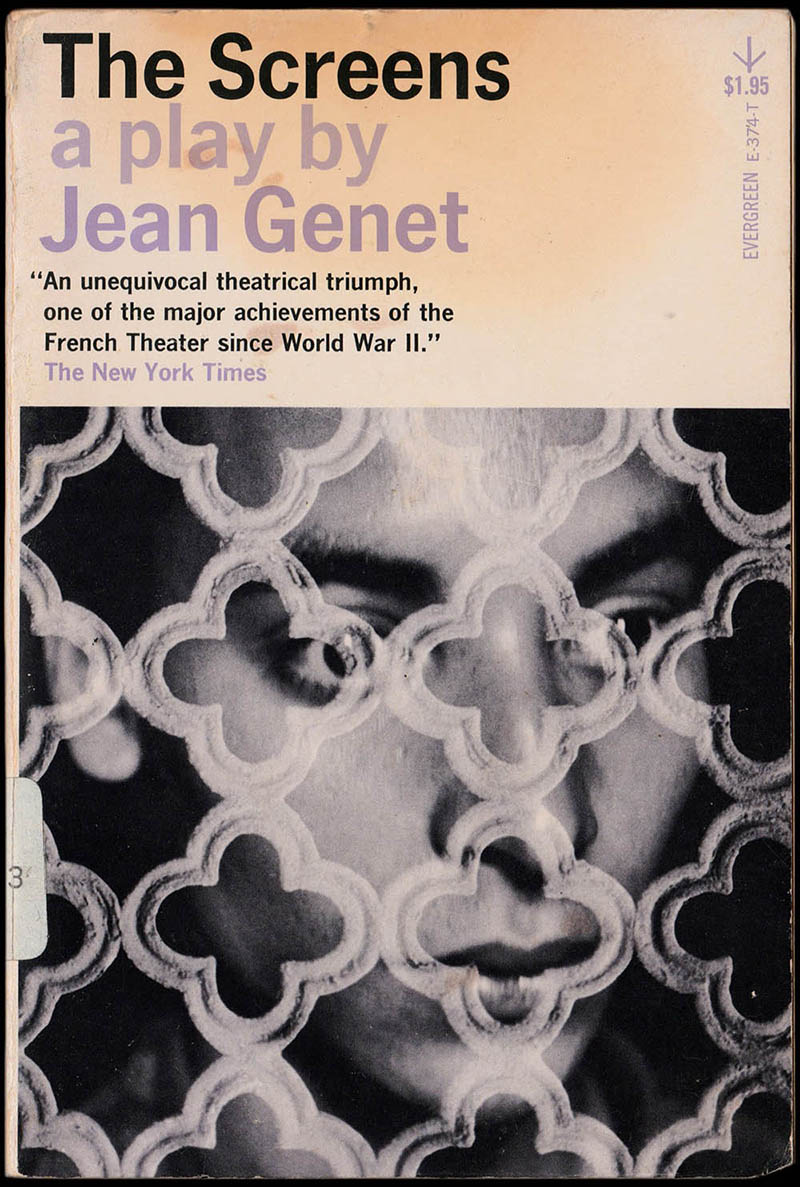 The Screens
a play by
Jean Genet
“An unequivocal theatrical triumph,
one of the major achievements of the
French Theater since World War II.”
The New York Times
$1.95
EVERGREEN E-374-T
3